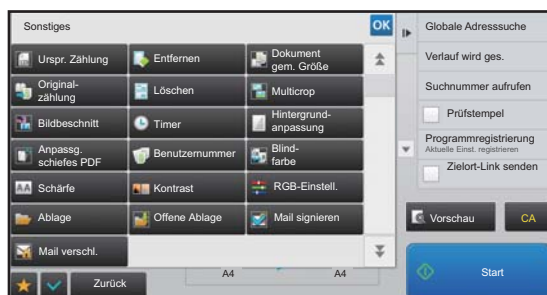 Sonstiges
OK
Urspr. Zählung
Entfernen
Dokument
gem. Größe
Original-
zählung
Löschen
Multicrop
Bildbeschnitt
Timer
Hintergrund-
anpassung
Anpassg.
schiefes PDF
Benutzernummer
Blind-
farbe
AA
Schärfe
Kontrast
RGB-Einstell.
Ablage
Offene Ablage
Mail signieren
Mail verschl.
Zurück
A4
A4
Globale Adresssuche
Verlauf wird ges.
Suchnummer aufrufen
Prüfstempel
Programmregistrierung
Aktuelle Einst. registrieren
Zielort-Link senden
Vorschau
CA
Start